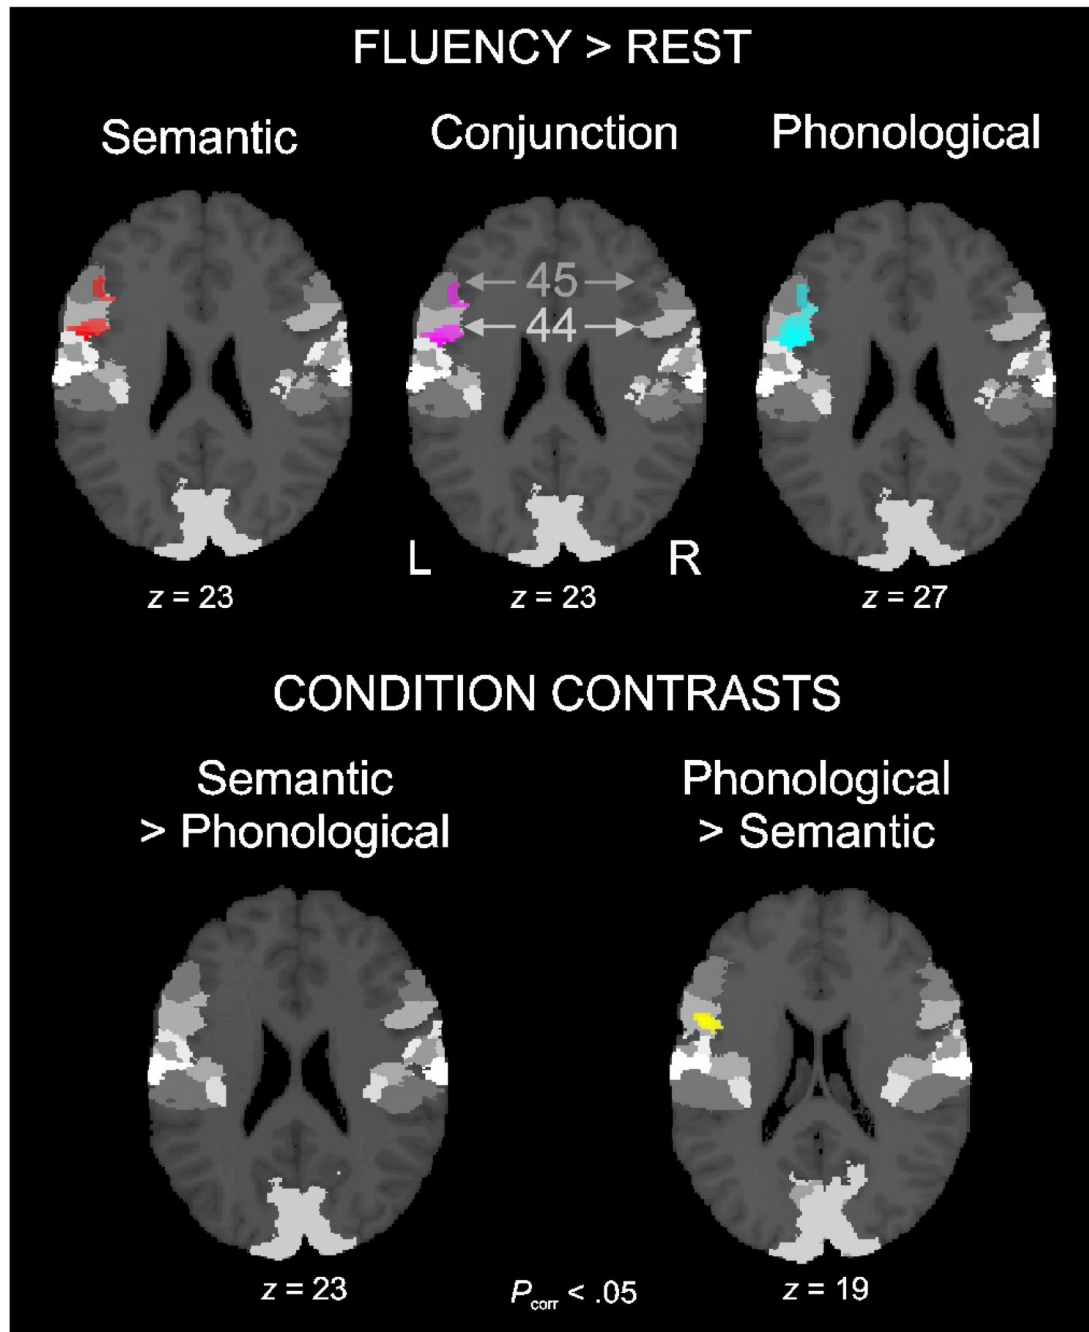 FLUENCY > REST
Semantic
Conjunction
Phonological
45
44
L
R
z = 23
z = 23
z = 27
CONDITION CONTRASTS
Semantic
> Phonological
Phonological
> Semantic
z = 23
Pcorr < .05
z = 19